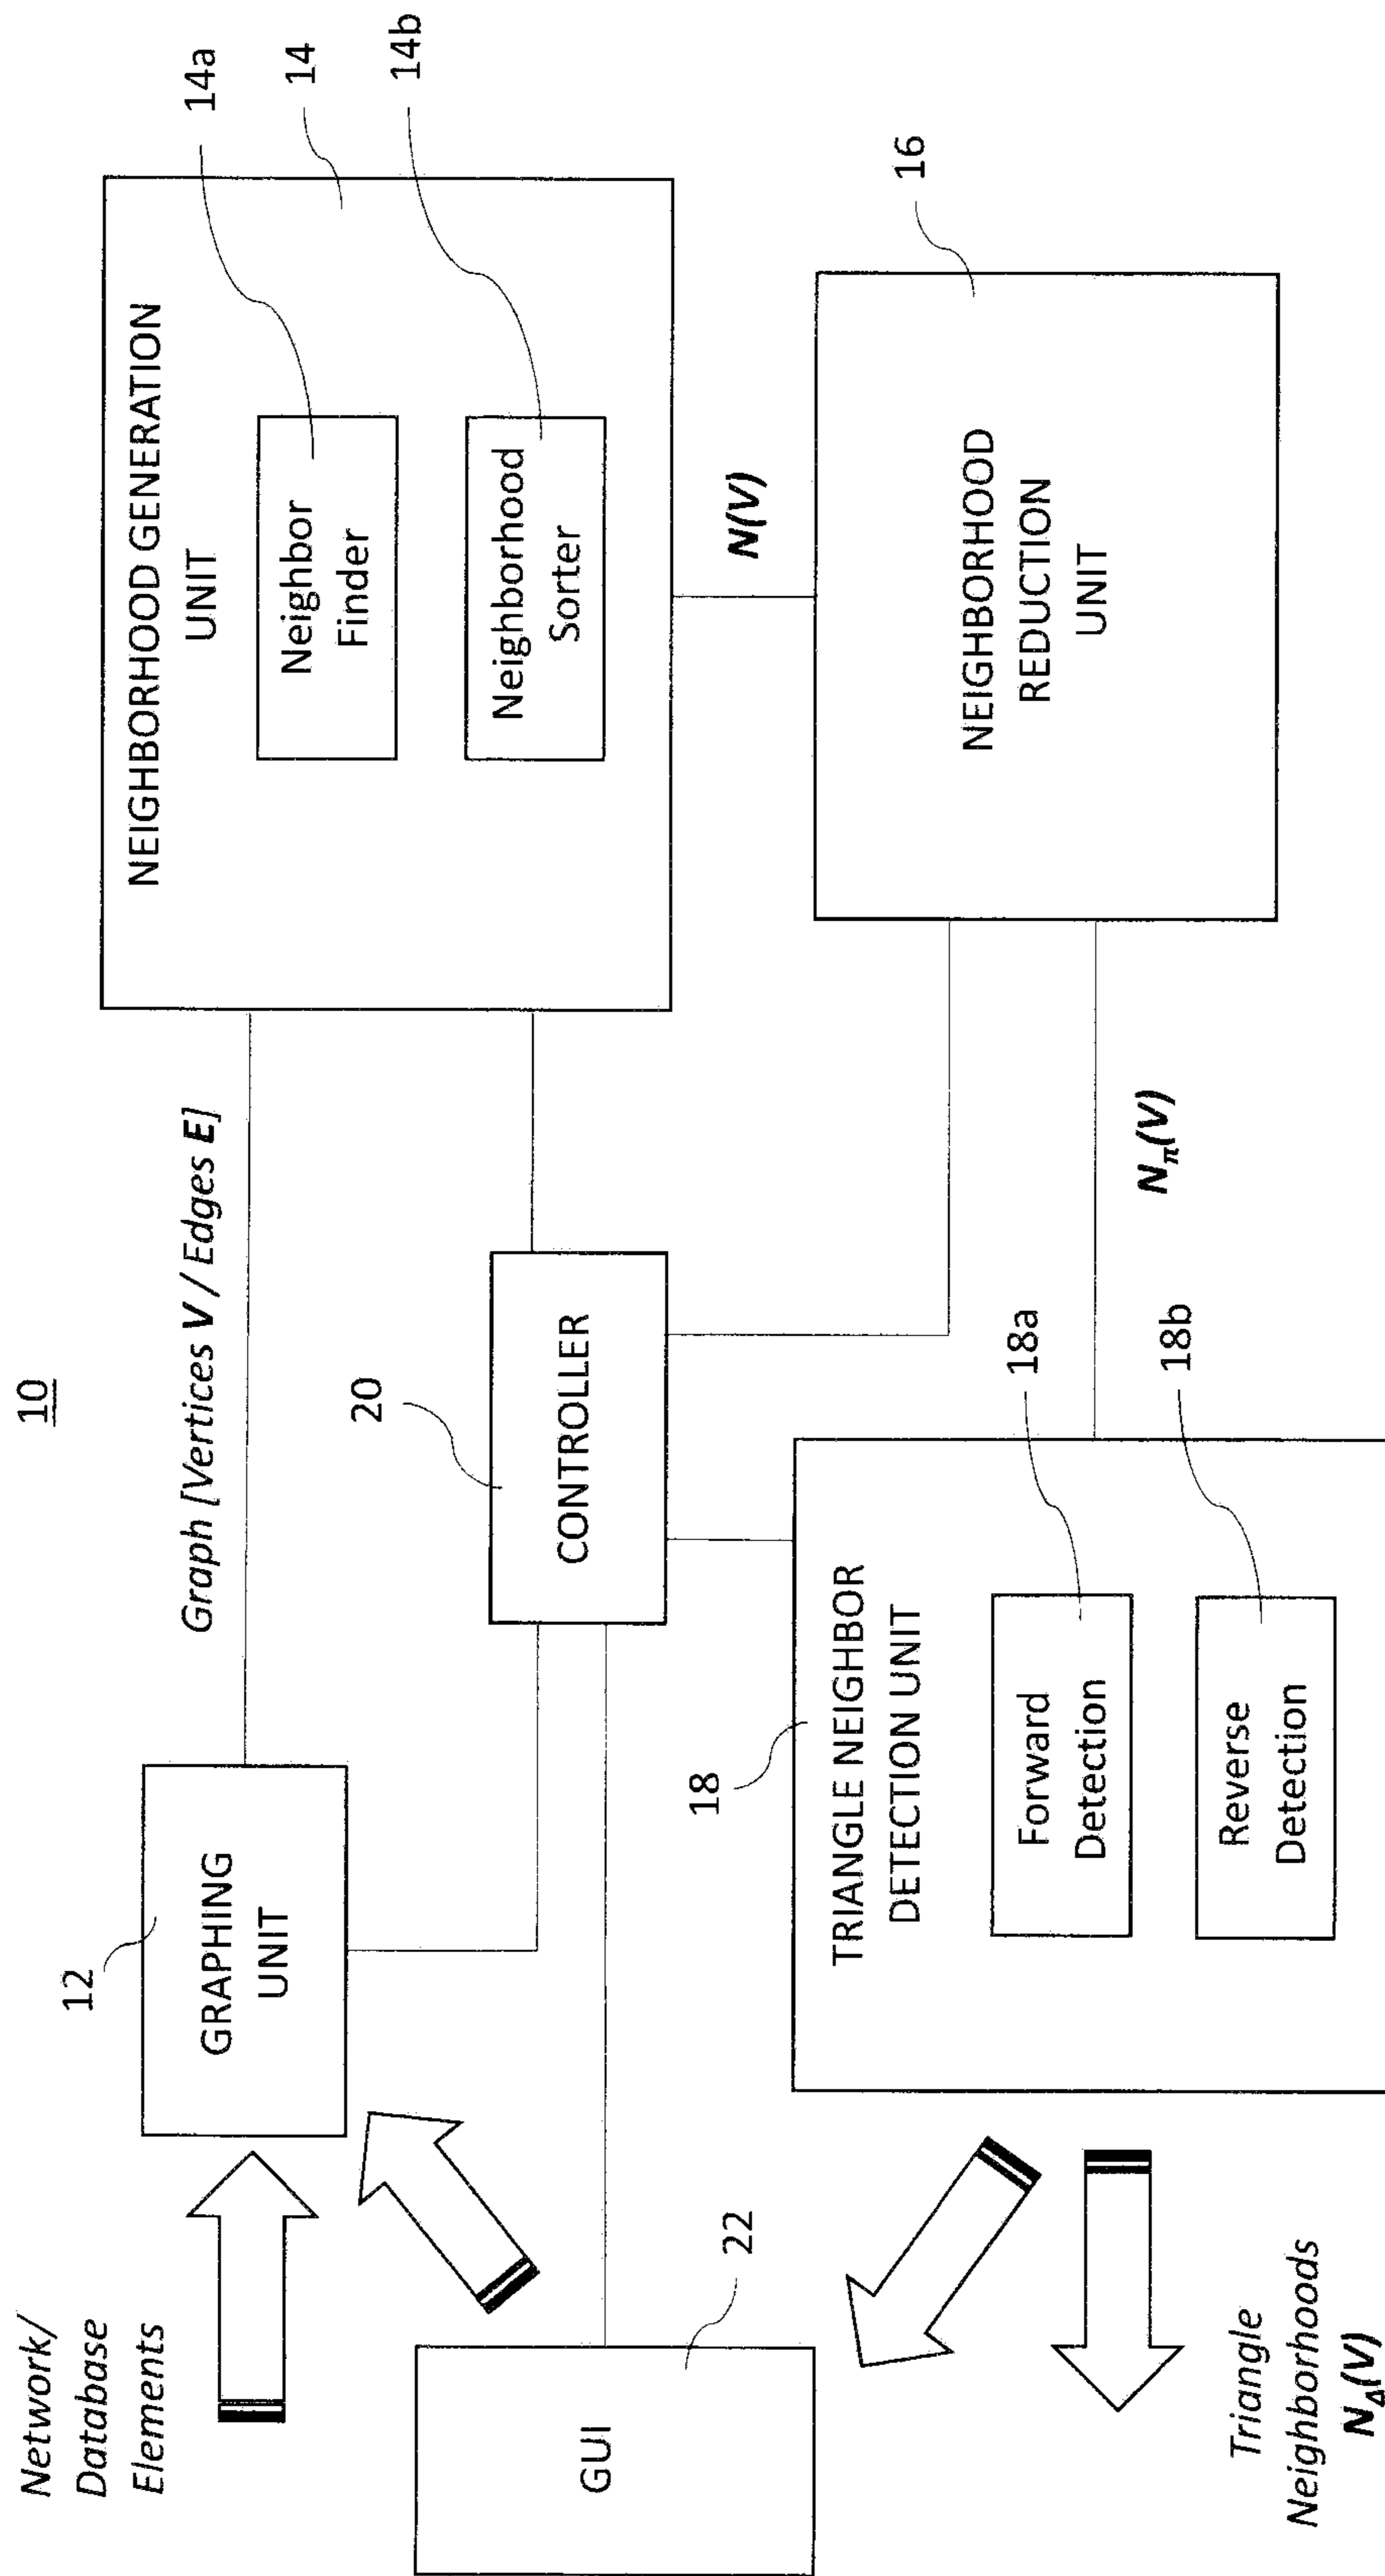 10
Network/
Database
Elements
12
GRAPHING
UNIT
Graph [Vertices V / Edges E]
NEIGHBORHOOD GENERATION
UNIT
14a
14
14b
Neighbor
Finder
Neighborhood
Sorter
20
CONTROLLER
N(V)
GUI
22
18
TRIANGLE NEIGHBOR
DETECTION UNIT
Forward
Detection
18a
Reverse
Detection
18b
Nπ(V)
16
NEIGHBORHOOD
REDUCTION
UNIT
Triangle
Neighborhoods
NΔ(V)